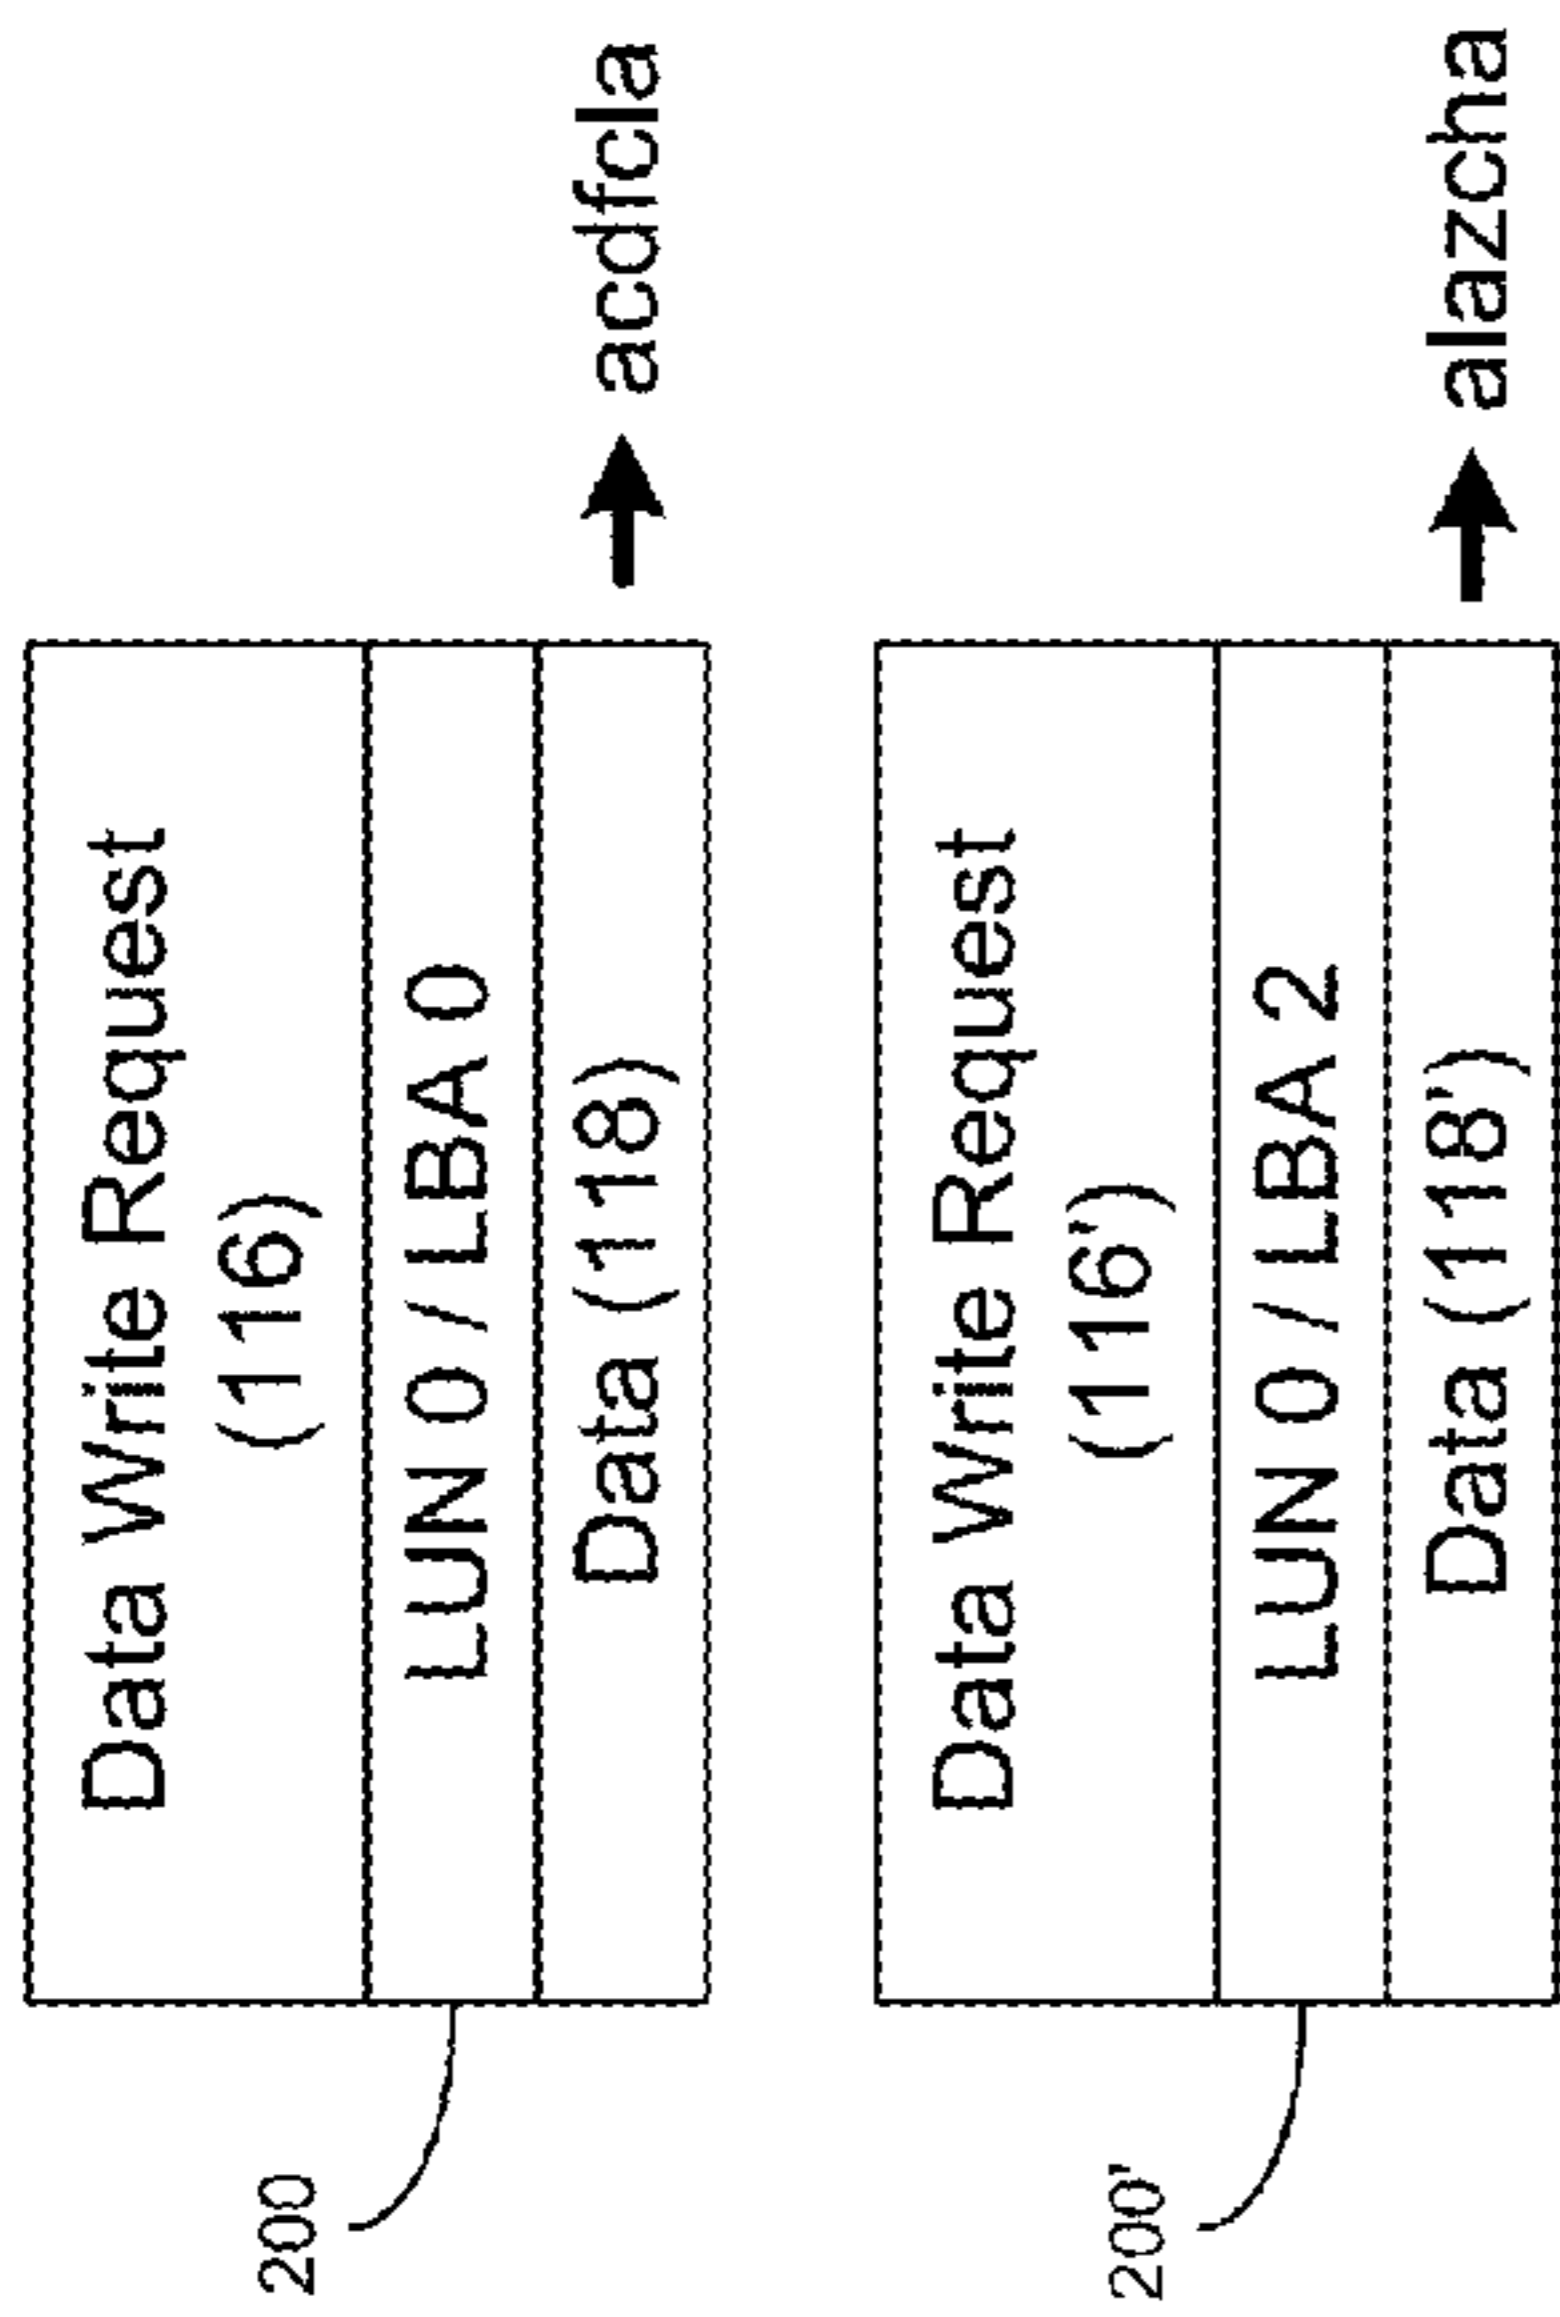 Data Write Request
(116)
200
LUN 0 / LBA 0
Data (118)
acdfcla
Data Write Request
(116')
200'
LUN 0 / LBA 2
Data (118')
alazcha